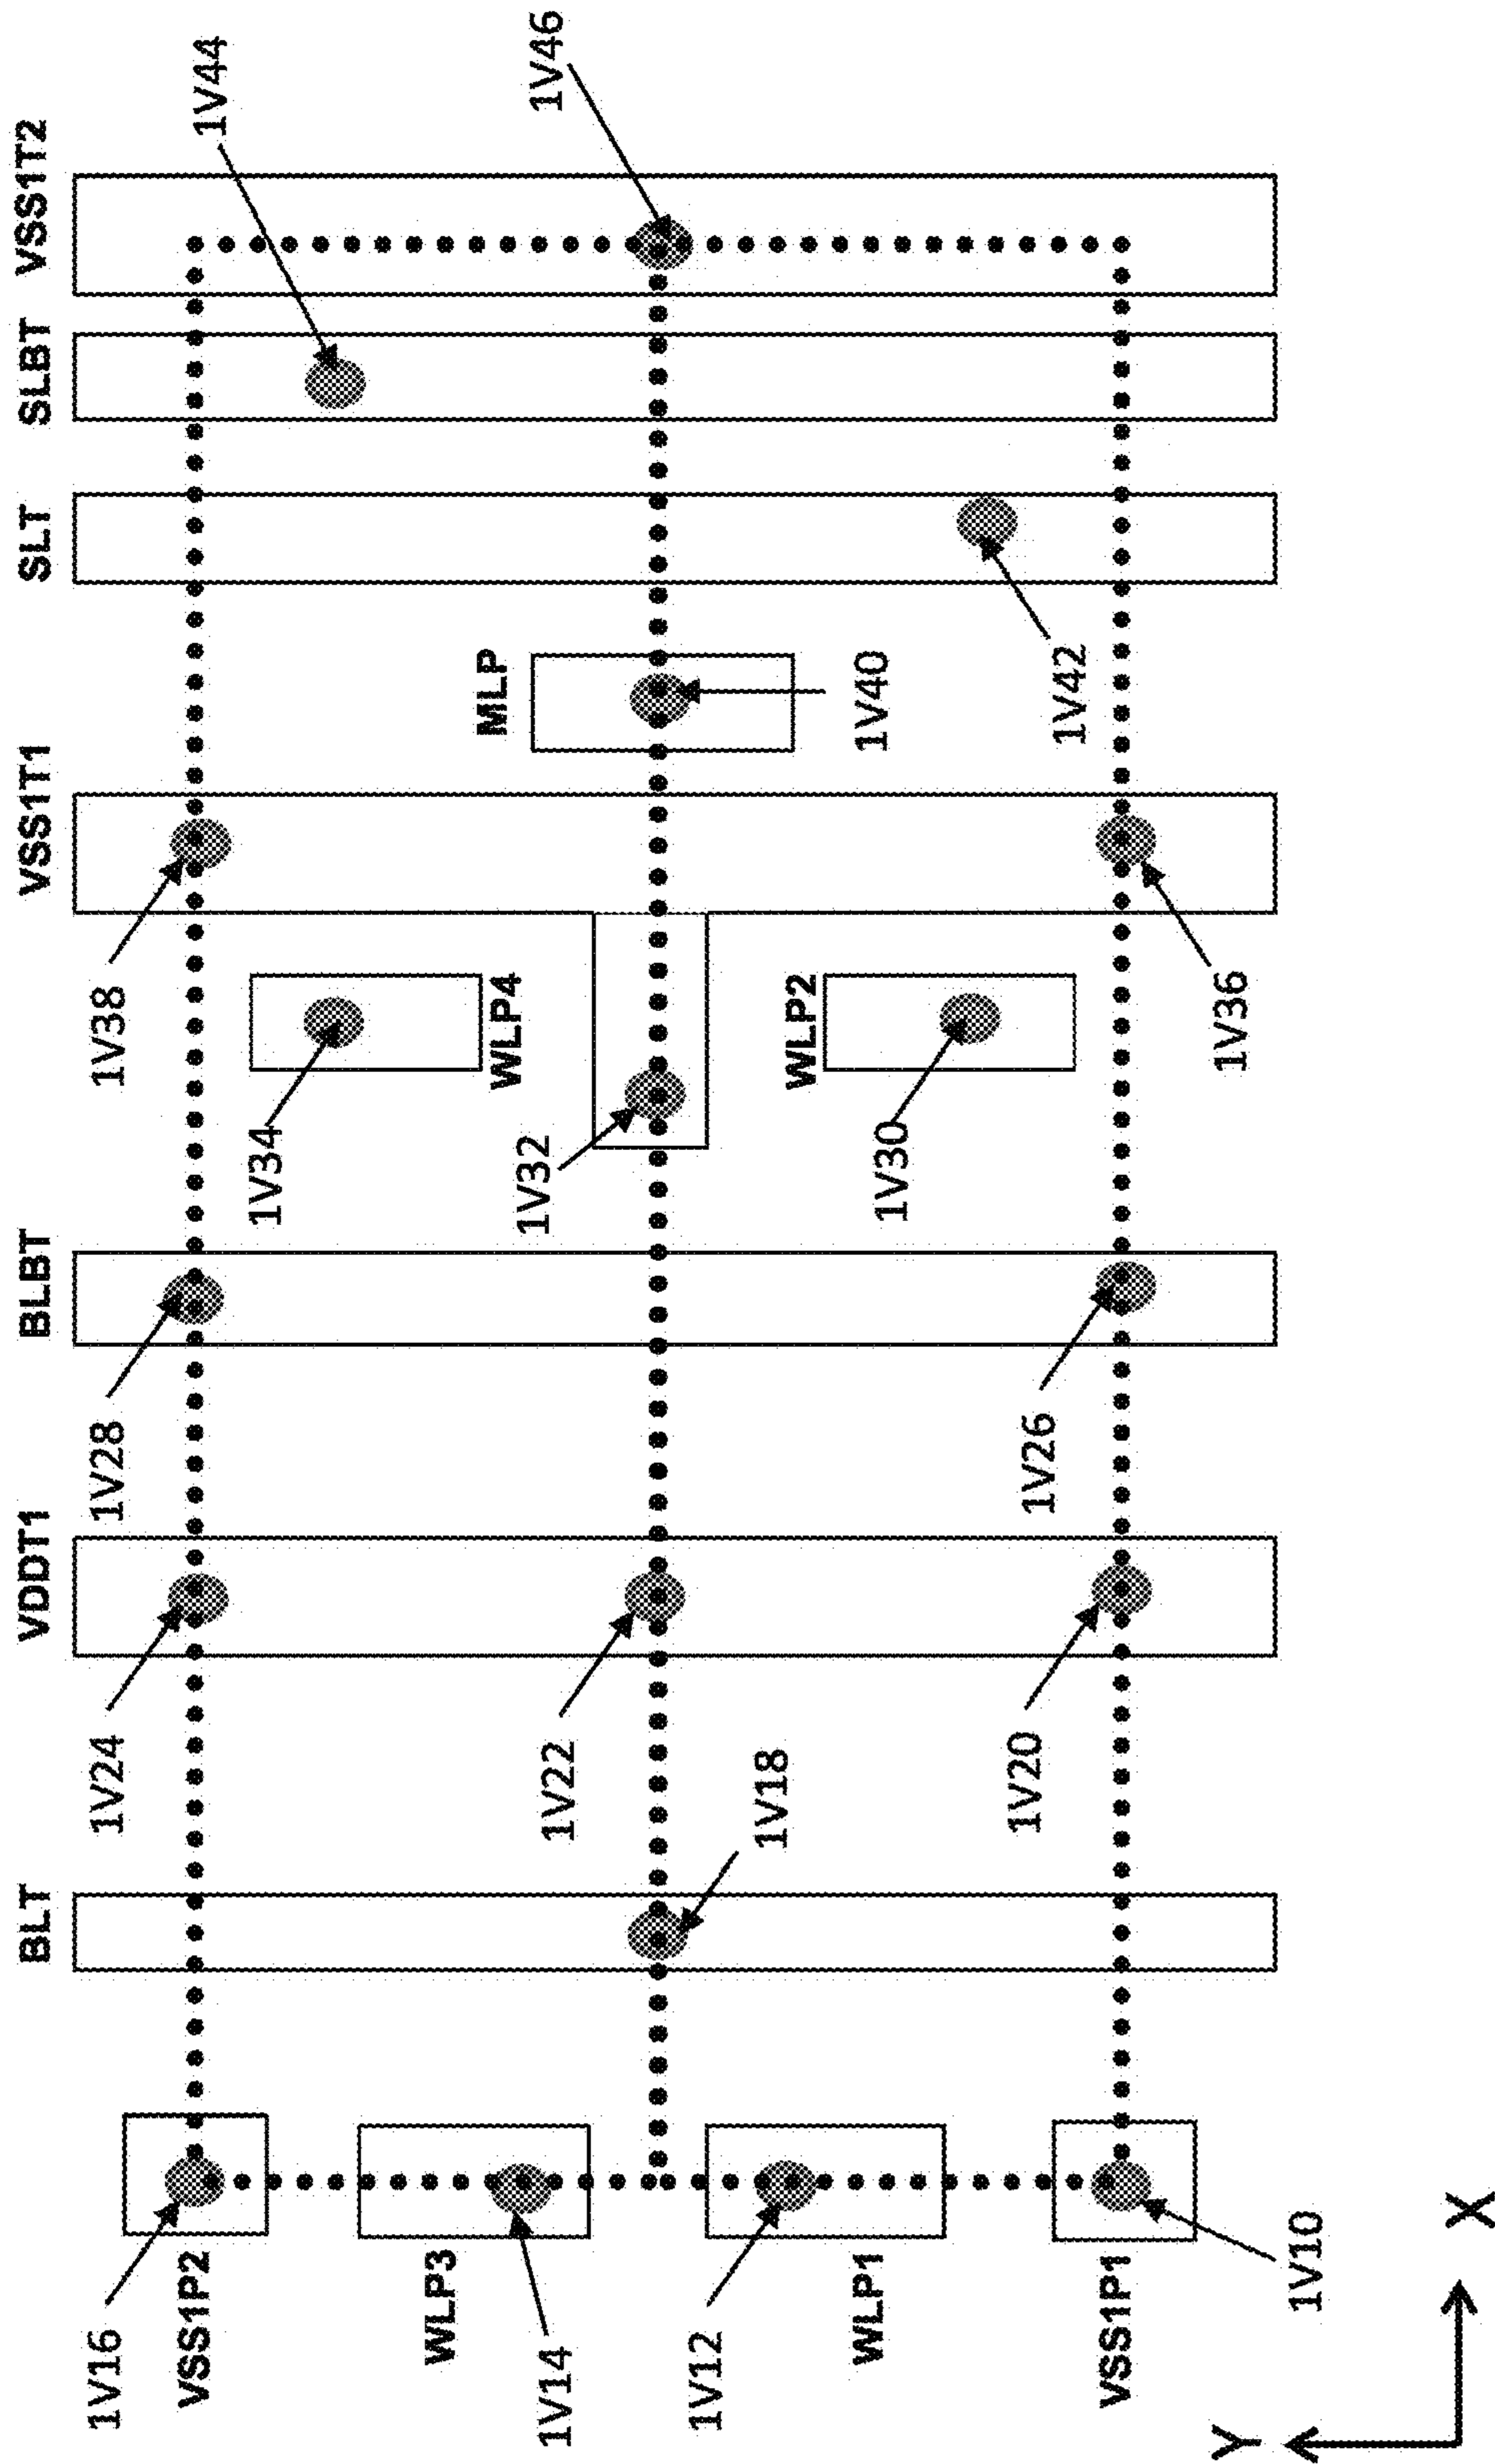 BLT
VDDT1
BLBT
VSS1T1
SLT
SLBT
VSS1T2
1V16
1V24
1V28
1V38
1V44
VSS1P2
1V34
WLP4
MLP
WLP3
1V14
1V22
1V32
1V46
1V12
1V18
WLP1
1V30
WLP2
1V40
1V20
1V26
1V42
VSS1P1
1V10
1V36
Y
X